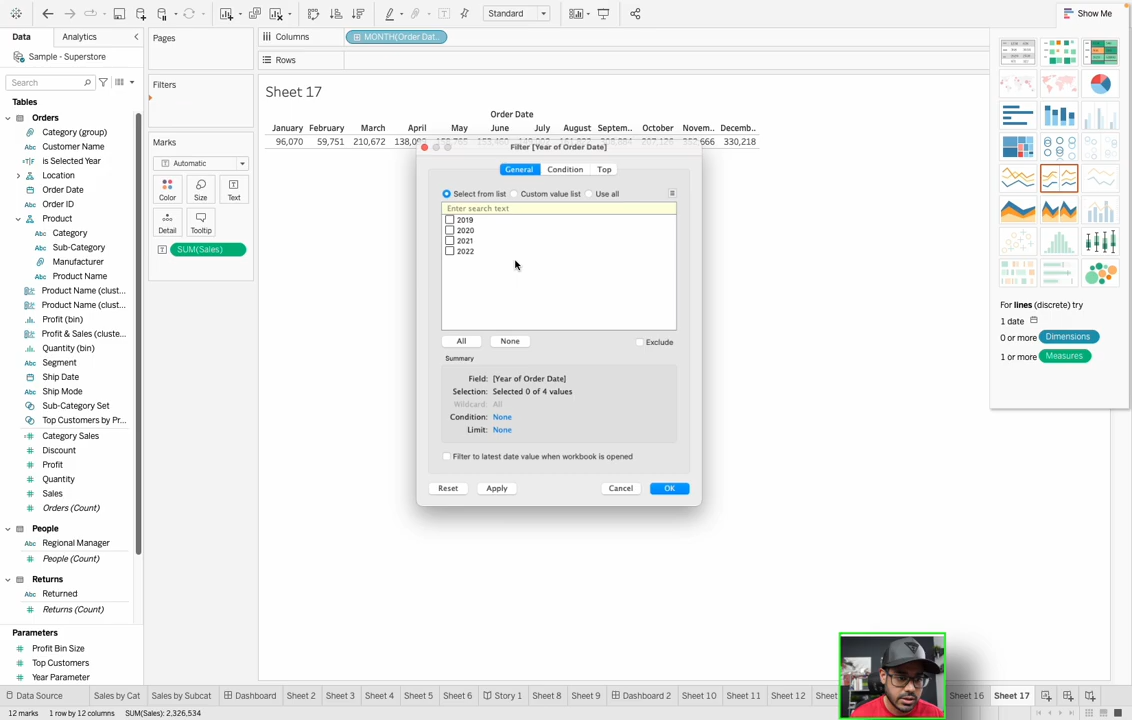 Standard
Show Me
Data
Analytics
Pages
Columns
MONTH(Order Dat..
Sample - Superstore
Rows
Search
Filters
Sheet 17
Tables
Orders
Order Date
Category (group)
January February March April May June July August Septem.. October Novem.. Decemb..
Customer Name
Marks
96,070 59,751 210,672
330,218
is Selected Year
Automatic
Filter [Year of Order Date]
Location
General
Condition
Top
Order Date
Color
Size
Text
Select from list
Custom value list
Use all
Order ID
Enter search text
Product
Detail
Tooltip
2019
Category
2020
Sub-Category
SUM(Sales)
2021
Manufacturer
2022
Product Name
Product Name (clust...
Product Name (clust...
For lines (discrete) try
Profit (bin)
1 date
Profit & Sales (cluste...
0 or more Dimensions
Quantity (bin)
All
None
Exclude
1 or more Measures
Segment
Summary
Ship Date
Field: [Year of Order Date]
Ship Mode
Selection: Selected 0 of 4 values
Sub-Category Set
Wildcard: All
Top Customers by Pr...
Condition: None
Category Sales
Limit: None
Discount
Filter to latest date value when workbook is opened
Profit
Quantity
Reset
Apply
Cancel
OK
Sales
Orders (Count)
People
Regional Manager
People (Count)
Returns
Returned
Returns (Count)
Parameters
Profit Bin Size
Top Customers
Year Parameter
Data Source
Sales by Cat
Sales by Subcat
Dashboard
Sheet 2
Sheet 3
Sheet 4
Sheet 5
Sheet 6
Story 1
Sheet 8
Sheet 9
Dashboard 2
Sheet 10
Sheet 11
Sheet 12
Sheet 16
Sheet 17
12 marks 1 row by 12 columns SUM(Sales): 2,326,534